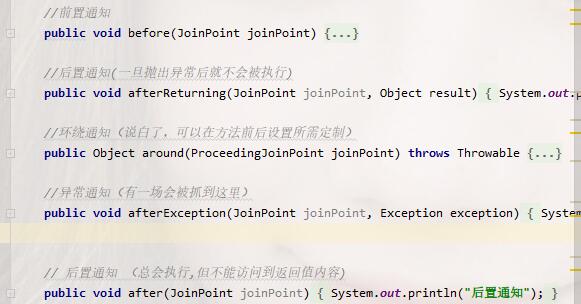 //前置通知
public void before(JoinPoint joinPoint) {...}
//后置通知(一旦抛出异常后就不会被执行)
public void afterReturning(JoinPoint joinPoint, Object result) { System.out.
//环绕通知（说白了，可以在方法前后设置所需定制）
public Object around(ProceedingJoinPoint joinPoint) throws Throwable {...}
//异常通知（有一场会被抓到这里）
public void afterException(JoinPoint joinPoint, Exception exception) { System
// 后置通知 （总会执行,但不能访问到返回值内容)
public void after(JoinPoint joinPoint) { System.out.println("后置通知"); }